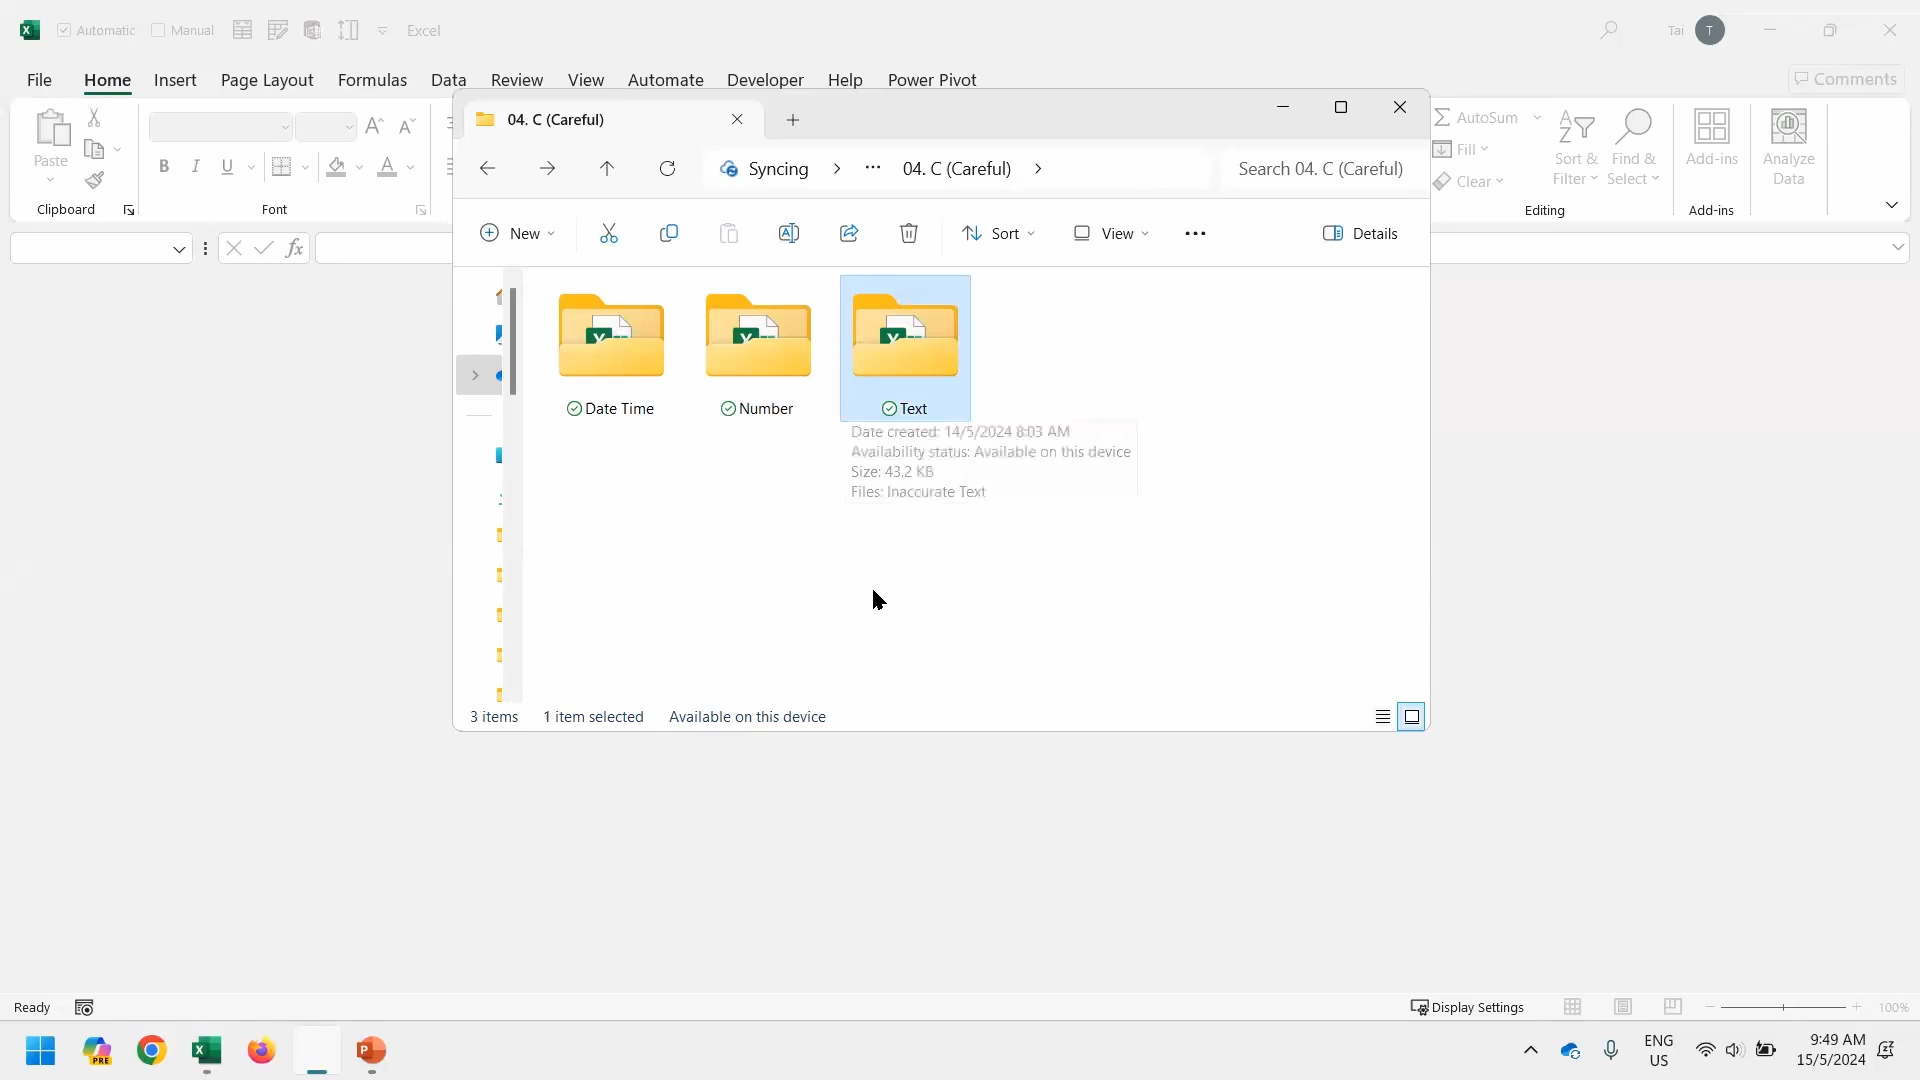 Automatic
Manual
Excel
Tai
T
File
Home
Insert
Page Layout
Formulas
Data
Review
View
Automate
Developer
Help
Power Pivot
Comments
Paste
Clipboard
B
I
U
A
Font
AutoSum
Fill
Clear
Sort & Filter
Find & Select
Editing
Add-ins
Add-ins
Analyze Data
fx
04. C (Careful)
Syncing
04. C (Careful)
Search 04. C (Careful)
New
Sort
View
Details
Date Time
Number
Text
Date created: 14/5/2024 8:03 AM
Availability status: Available on this device
Size: 43.2 KB
Files: Inaccurate Text
3 items
1 item selected
Available on this device
Ready
Display Settings
100%
PRE
ENG
US
9:49 AM
15/5/2024